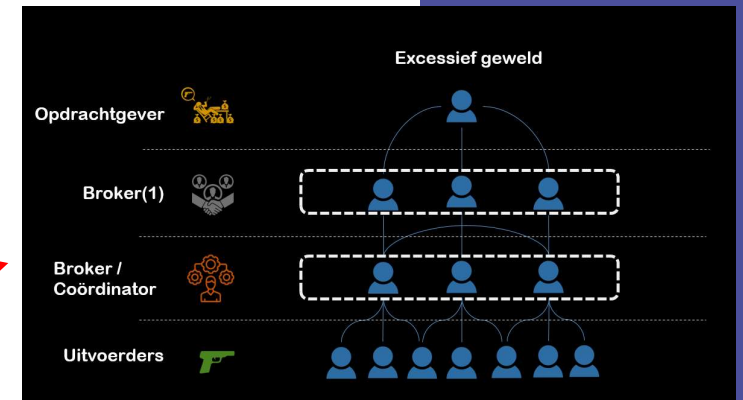 Excessief geweld
Opdrachtgever
Broker(1)
Broker /
Coördinator
Uitvoerders